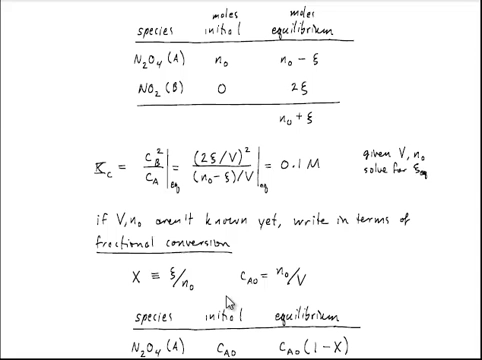 moles moles
species initial equilibrium
N₂O₄ (A) n₀ n₀ - ξ
NO₂ (B) 0 2ξ
n₀ + ξ
K_c = C_B²/C_A |_eq = (2ξ/V)²/((n₀ - ξ)/V) |_eq = 0.1 M given V, n₀ solve for ξ_eq
if V, n₀ aren't known yet, write in terms of
fractional conversion
X ≡ ξ/n₀ C_A0 = n₀/V
species initial equilibrium
N₂O₄ (A) C_A0 C_A0 (1 - X)